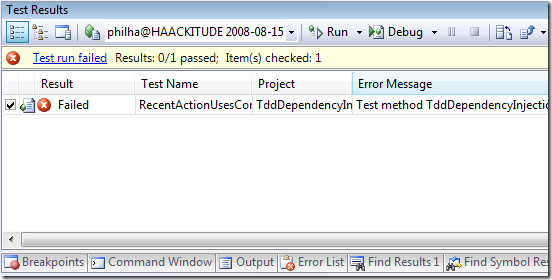 Test Results
philha@HAACKITUDE 2008-08-15 Run Debug
Test run failed Results: 0/1 passed; Item(s) checked: 1
Result Test Name Project Error Message
Failed RecentActionUsesCon TddDependencyIn Test method TddDependencyInjectio
Breakpoints Command Window Output Error List Find Results 1 Find Symbol Res